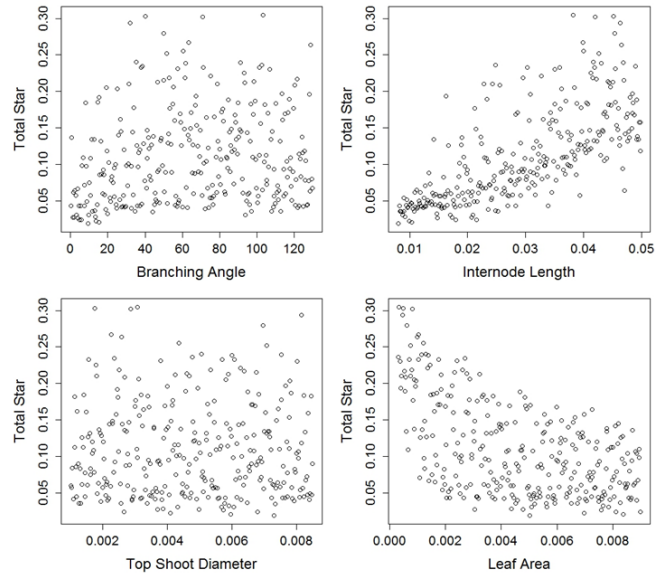 0.30
0.25
0.20
0.15
0.10
0.05
Total Star
0 20 40 60 80 100 120
Branching Angle
0.30
0.25
0.20
0.15
0.10
0.05
Total Star
0.01 0.02 0.03 0.04 0.05
Internode Length
0.30
0.25
0.20
0.15
0.10
0.05
Total Star
0.002 0.004 0.006 0.008
Top Shoot Diameter
0.30
0.25
0.20
0.15
0.10
0.05
Total Star
0.000 0.002 0.004 0.006 0.008
Leaf Area